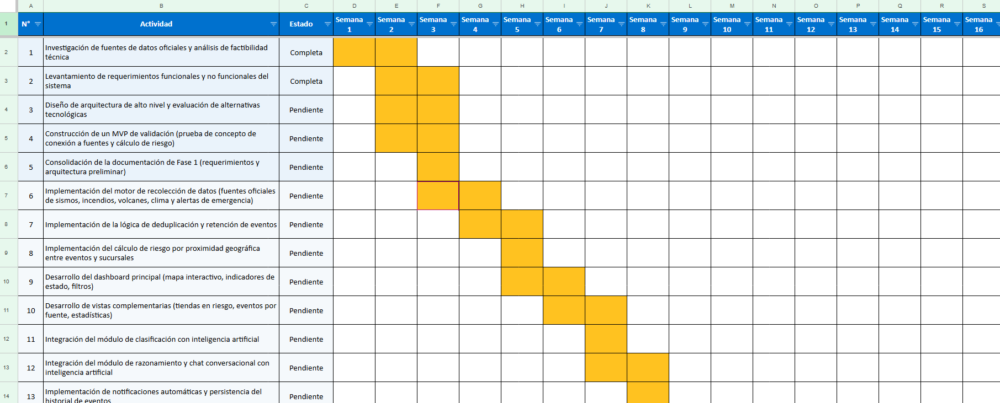 A B C D E F G H I J K L M N O P Q R S
1 N° Actividad Estado Semana 1 Semana 2 Semana 3 Semana 4 Semana 5 Semana 6 Semana 7 Semana 8 Semana 9 Semana 10 Semana 11 Semana 12 Semana 13 Semana 14 Semana 15 Semana 16
2 1 Investigación de fuentes de datos oficiales y análisis de factibilidad
técnica Completa
3 2 Levantamiento de requerimientos funcionales y no funcionales del
sistema Completa
4 3 Diseño de arquitectura de alto nivel y evaluación de alternativas
tecnológicas Pendiente
5 4 Construcción de un MVP de validación (prueba de concepto de
conexión a fuentes y cálculo de riesgo) Pendiente
6 5 Consolidación de la documentación de Fase 1 (requerimientos y
arquitectura preliminar) Pendiente
7 6 Implementación del motor de recolección de datos (fuentes oficiales
de sismos, incendios, volcanes, clima y alertas de emergencia) Pendiente
8 7 Implementación de la lógica de deduplicación y retención de eventos Pendiente
9 8 Implementación del cálculo de riesgo por proximidad geográfica
entre eventos y sucursales Pendiente
10 9 Desarrollo del dashboard principal (mapa interactivo, indicadores de
estado, filtros) Pendiente
11 10 Desarrollo de vistas complementarias (tiendas en riesgo, eventos por
fuente, estadísticas) Pendiente
12 11 Integración del módulo de clasificación con inteligencia artificial Pendiente
13 12 Integración del módulo de razonamiento y chat conversacional con
inteligencia artificial Pendiente
14 13 Implementación de notificaciones automáticas y persistencia del
historial de eventos Pendiente